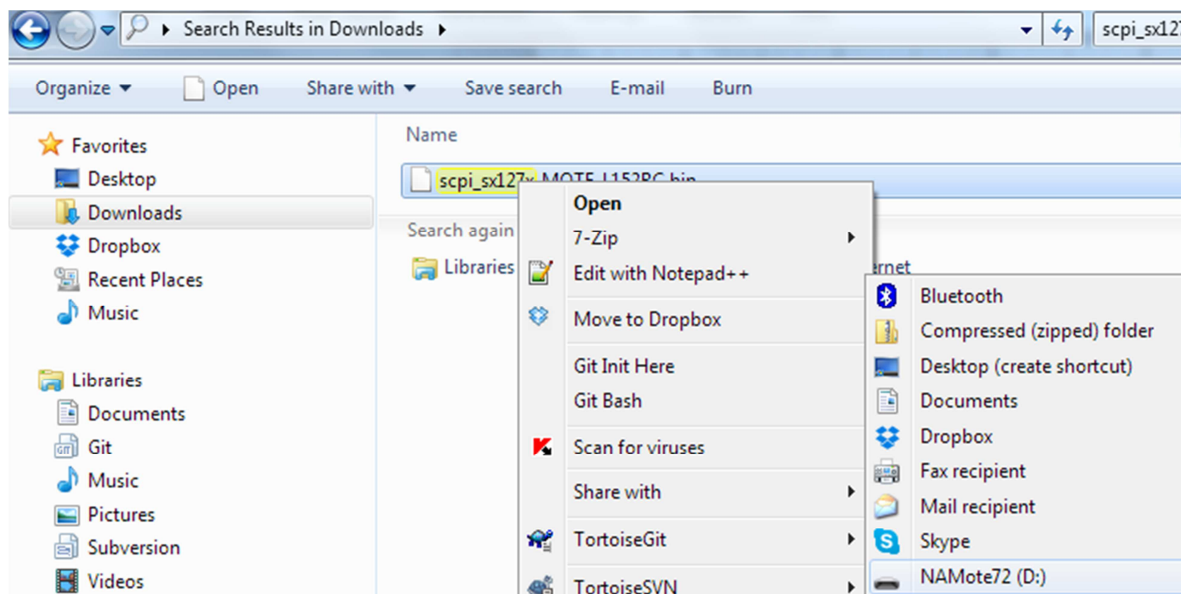 Search Results in Downloads
scpi_sx127
Organize
Open
Share with
Save search
E-mail
Burn
Favorites
Desktop
Downloads
Dropbox
Recent Places
Music
Libraries
Documents
Git
Music
Pictures
Subversion
Videos
Name
scpi_sx127x_MOTE_L152RC.bin
Search again
Libraries
ernet
Open
7-Zip
Edit with Notepad++
Move to Dropbox
Git Init Here
Git Bash
Scan for viruses
Share with
TortoiseGit
TortoiseSVN
Bluetooth
Compressed (zipped) folder
Desktop (create shortcut)
Documents
Dropbox
Fax recipient
Mail recipient
Skype
NAMote72 (D:)